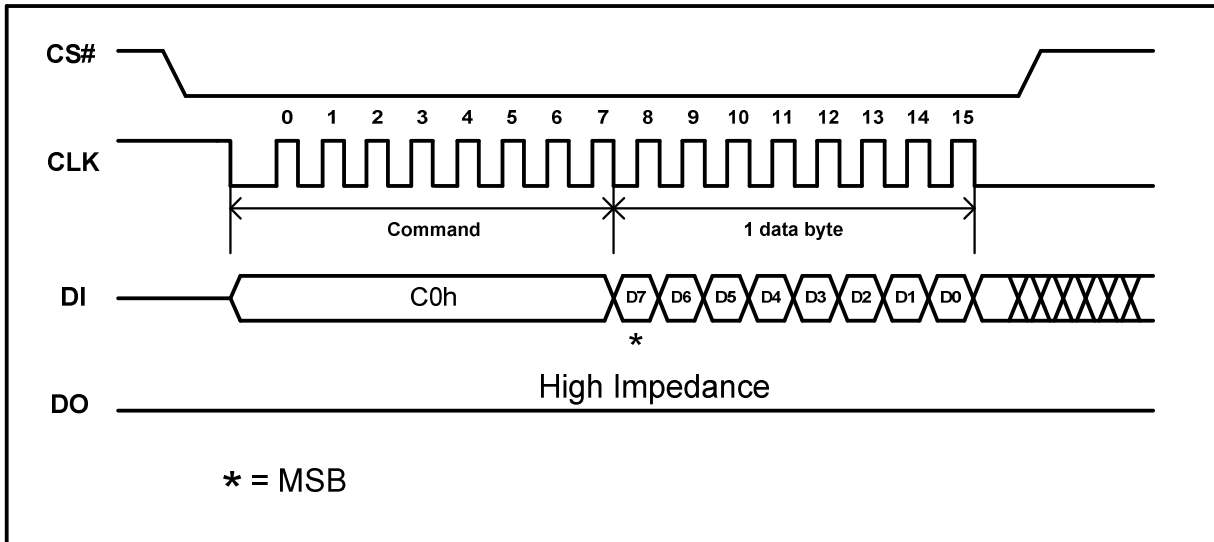 CS#
0 1 2 3 4 5 6 7 8 9 10 11 12 13 14 15
CLK
Command 1 data byte
DI C0h D7 D6 D5 D4 D3 D2 D1 D0
*
High Impedance
DO
* = MSB